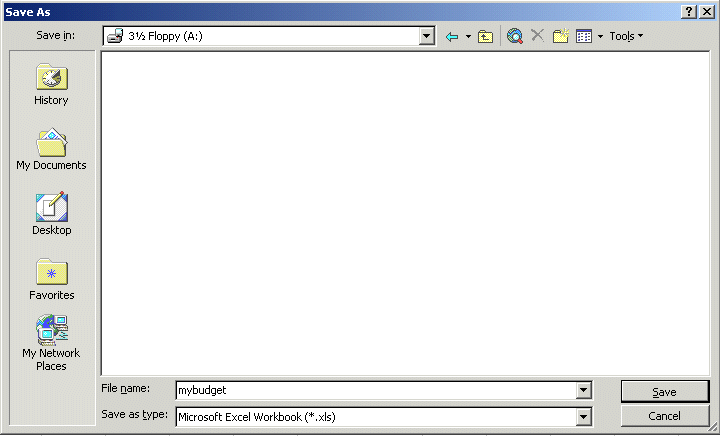 Save As
Save in:
3½ Floppy (A:)
Tools
History
My Documents
Desktop
Favorites
My Network
Places
File name:
mybudget
Save
Save as type:
Microsoft Excel Workbook (*.xls)
Cancel